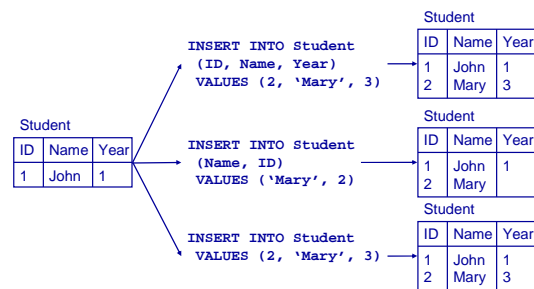 Student
ID Name Year
1 John 1
INSERT INTO Student
(ID, Name, Year)
VALUES (2, ‘Mary’, 3)
Student
ID Name Year
1 John 1
2 Mary 3
INSERT INTO Student
(Name, ID)
VALUES (‘Mary’, 2)
Student
ID Name Year
1 John 1
2 Mary
INSERT INTO Student
VALUES (2, ‘Mary’, 3)
Student
ID Name Year
1 John 1
2 Mary 3